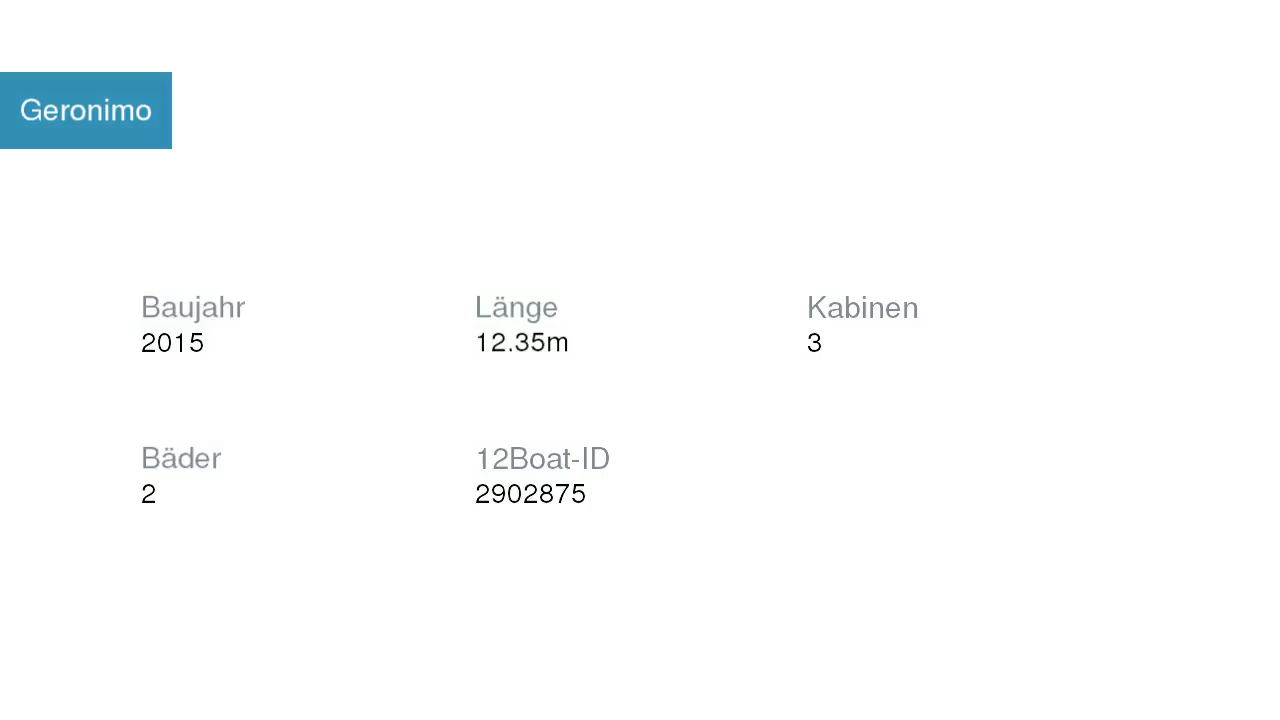 Geronimo
Baujahr
2015
Länge
12.35m
Kabinen
3
Bäder
2
12Boat-ID
2902875